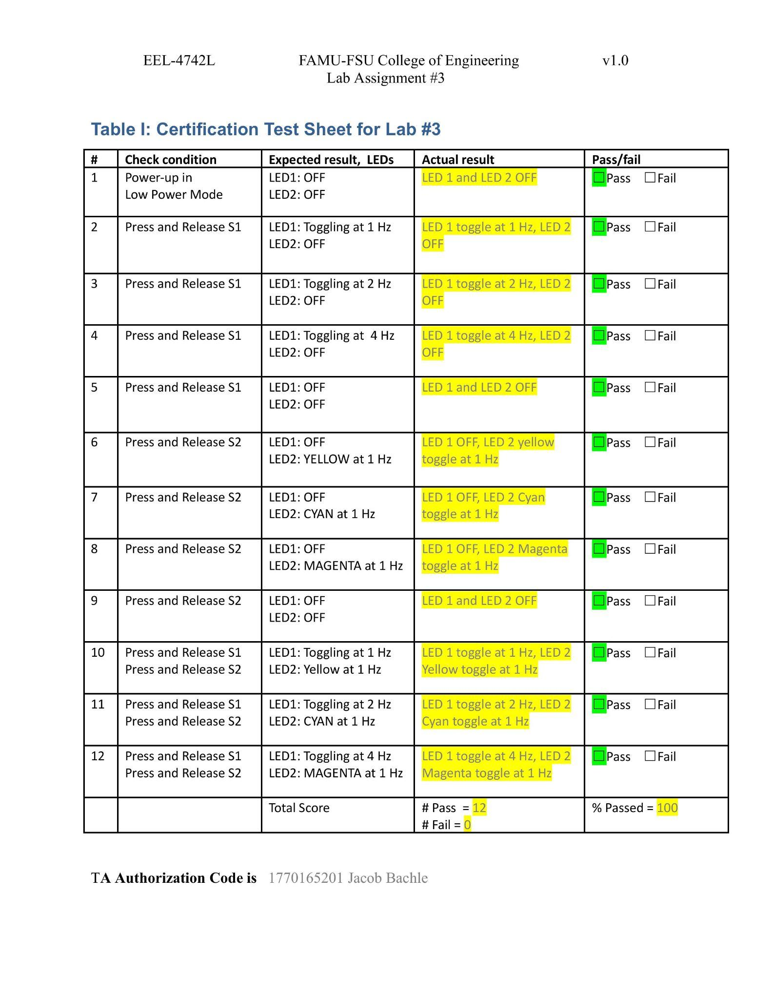 EEL-4742L FAMU-FSU College of Engineering v1.0
Lab Assignment #3
Table I: Certification Test Sheet for Lab #3
# Check condition Expected result, LEDs Actual result Pass/fail
1 Power-up in LED1: OFF LED 1 and LED 2 OFF ☐Pass ☐Fail
Low Power Mode LED2: OFF
2 Press and Release S1 LED1: Toggling at 1 Hz LED 1 toggle at 1 Hz, LED 2 ☐Pass ☐Fail
LED2: OFF OFF
3 Press and Release S1 LED1: Toggling at 2 Hz LED 1 toggle at 2 Hz, LED 2 ☐Pass ☐Fail
LED2: OFF OFF
4 Press and Release S1 LED1: Toggling at 4 Hz LED 1 toggle at 4 Hz, LED 2 ☐Pass ☐Fail
LED2: OFF OFF
5 Press and Release S1 LED1: OFF LED 1 and LED 2 OFF ☐Pass ☐Fail
LED2: OFF
6 Press and Release S2 LED1: OFF LED 1 OFF, LED 2 yellow ☐Pass ☐Fail
LED2: YELLOW at 1 Hz toggle at 1 Hz
7 Press and Release S2 LED1: OFF LED 1 OFF, LED 2 Cyan ☐Pass ☐Fail
LED2: CYAN at 1 Hz toggle at 1 Hz
8 Press and Release S2 LED1: OFF LED 1 OFF, LED 2 Magenta ☐Pass ☐Fail
LED2: MAGENTA at 1 Hz toggle at 1 Hz
9 Press and Release S2 LED1: OFF LED 1 and LED 2 OFF ☐Pass ☐Fail
LED2: OFF
10 Press and Release S1 LED1: Toggling at 1 Hz LED 1 toggle at 1 Hz, LED 2 ☐Pass ☐Fail
Press and Release S2 LED2: Yellow at 1 Hz Yellow toggle at 1 Hz
11 Press and Release S1 LED1: Toggling at 2 Hz LED 1 toggle at 2 Hz, LED 2 ☐Pass ☐Fail
Press and Release S2 LED2: CYAN at 1 Hz Cyan toggle at 1 Hz
12 Press and Release S1 LED1: Toggling at 4 Hz LED 1 toggle at 4 Hz, LED 2 ☐Pass ☐Fail
Press and Release S2 LED2: MAGENTA at 1 Hz Magenta toggle at 1 Hz
Total Score # Pass = 12 % Passed = 100
# Fail = 0
TA Authorization Code is 1770165201 Jacob Bachle